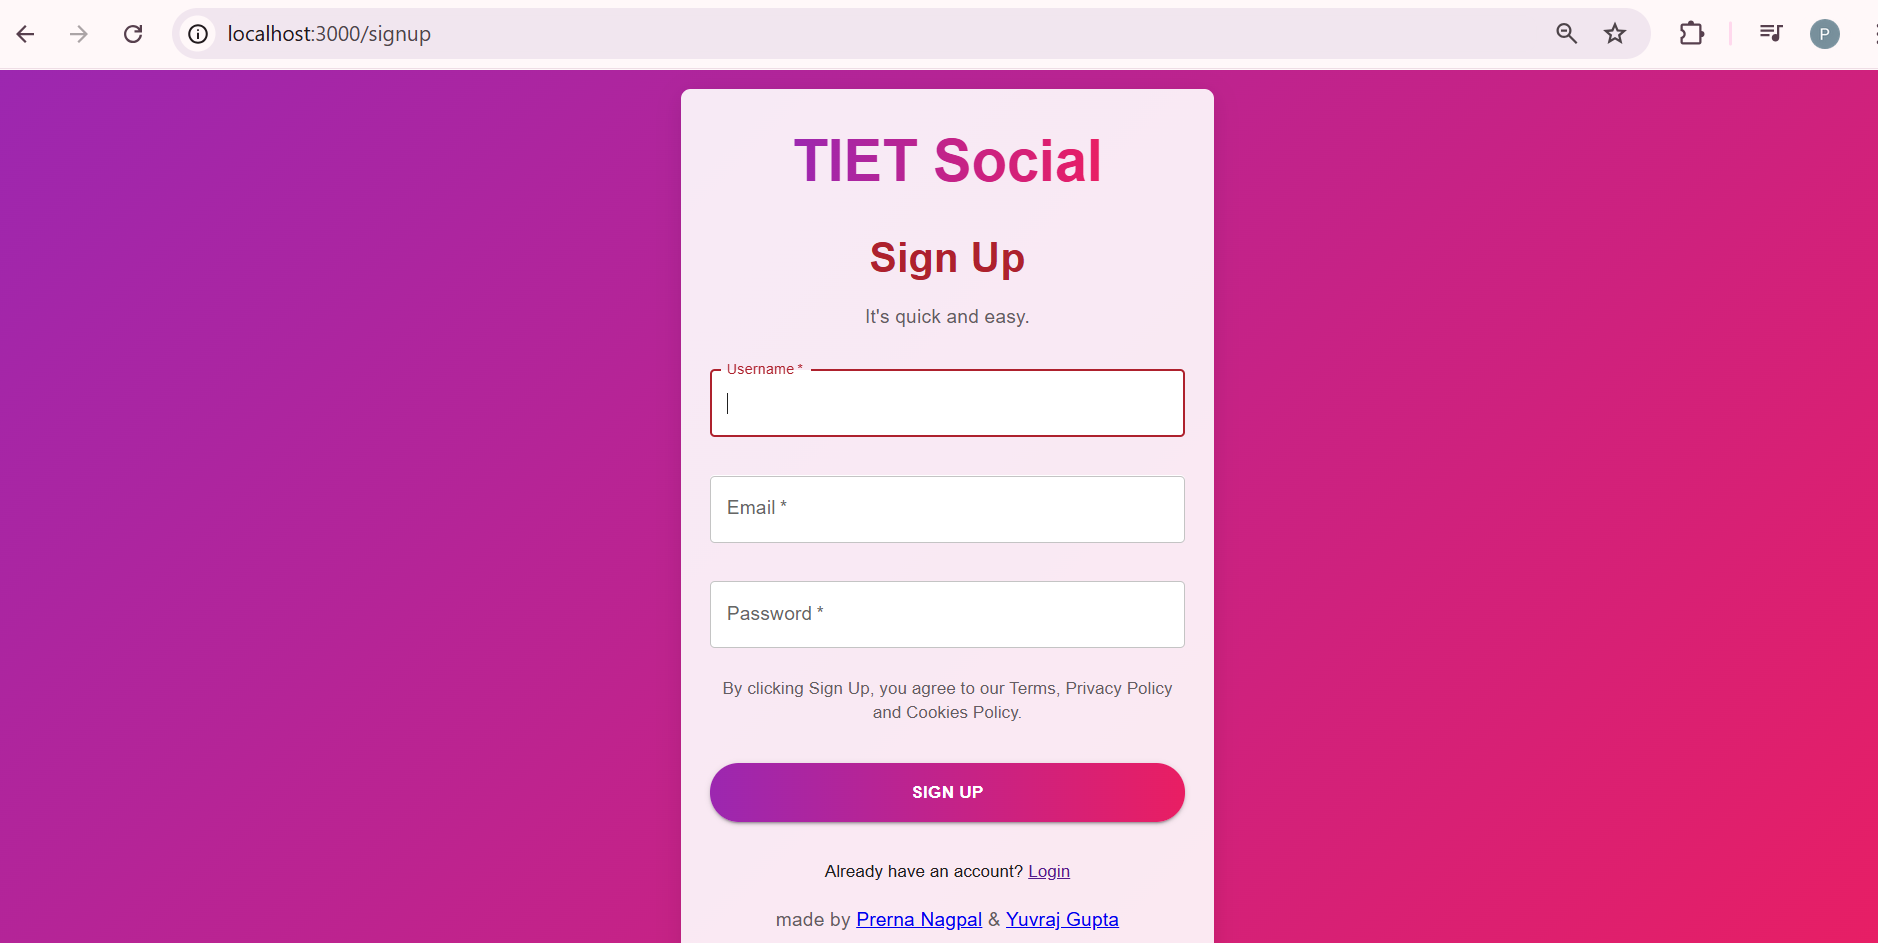 localhost:3000/signup
P
TIET Social
Sign Up
It's quick and easy.
Username *
Email *
Password *
By clicking Sign Up, you agree to our Terms, Privacy Policy
and Cookies Policy.
SIGN UP
Already have an account? Login
made by Prerna Nagpal & Yuvraj Gupta